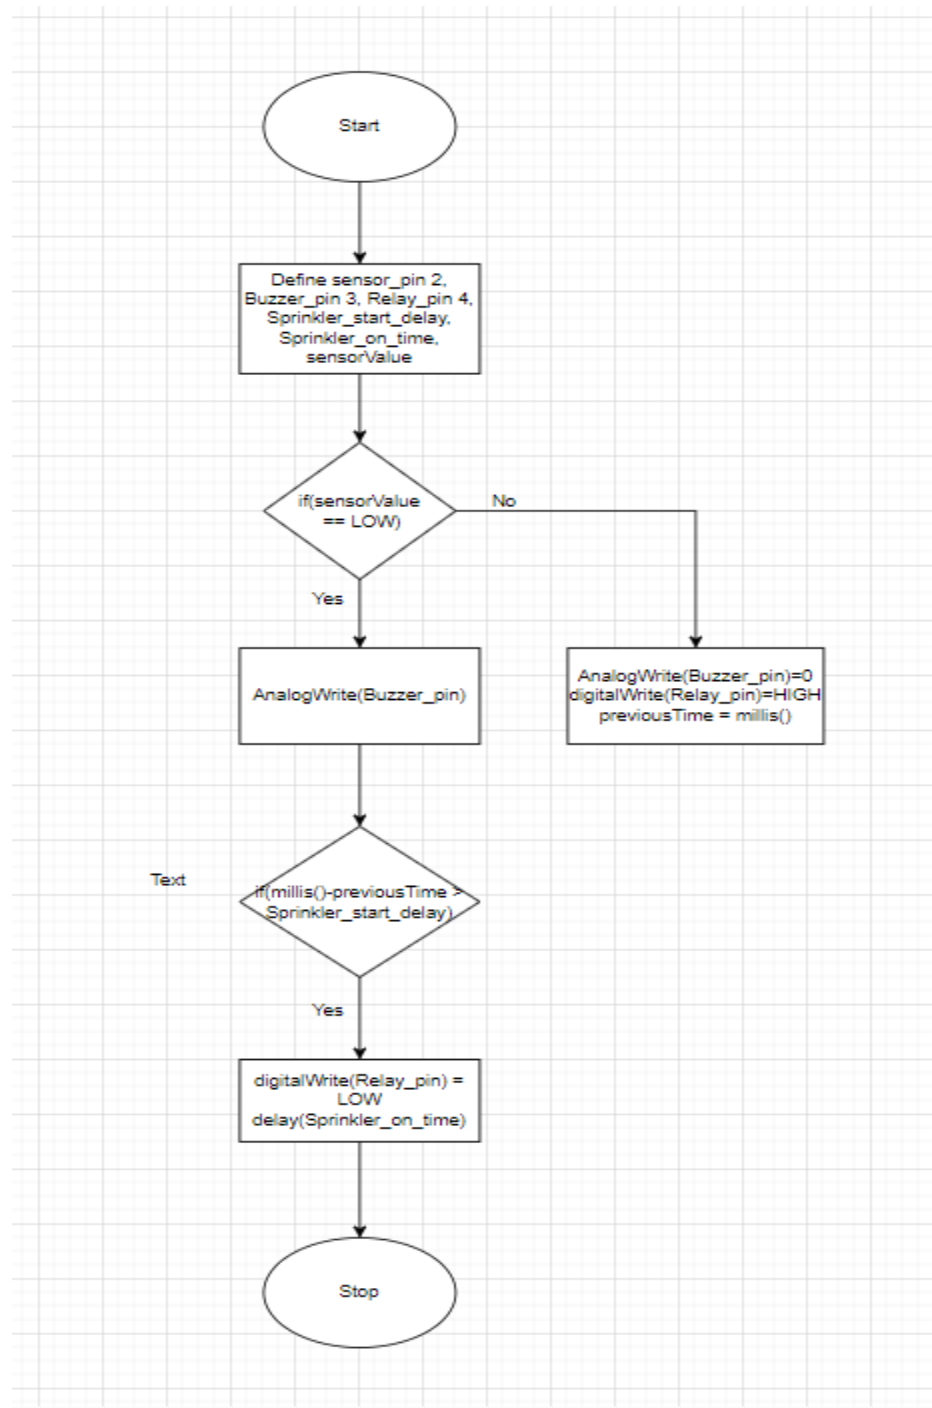 Start
Define sensor_pin 2,
Buzzer_pin 3, Relay_pin 4,
Sprinkler_start_delay,
Sprinkler_on_time,
sensorValue
if(sensorValue
== LOW)
No
Yes
AnalogWrite(Buzzer_pin)
AnalogWrite(Buzzer_pin)=0
digitalWrite(Relay_pin)=HIGH
previousTime = millis()
Text
if(millis()-previousTime >
Sprinkler_start_delay)
Yes
digitalWrite(Relay_pin) =
LOW
delay(Sprinkler_on_time)
Stop